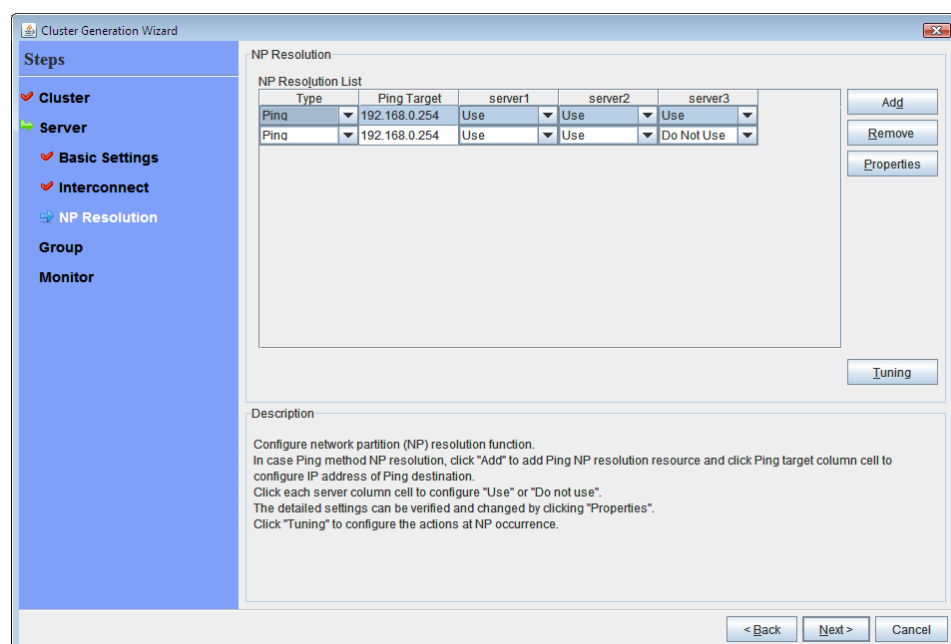 Cluster Generation Wizard
Steps
Cluster
Server
Basic Settings
Interconnect
NP Resolution
Group
Monitor
NP Resolution
NP Resolution List
Type Ping Target server1 server2 server3
Ping 192.168.0.254 Use Use Use
Ping 192.168.0.254 Use Use Do Not Use
Add
Remove
Properties
Tuning
Description
Configure network partition (NP) resolution function.
In case Ping method NP resolution, click "Add" to add Ping NP resolution resource and click Ping target column cell to
configure IP address of Ping destination.
Click each server column cell to configure "Use" or "Do not use".
The detailed settings can be verified and changed by clicking "Properties".
Click "Tuning" to configure the actions at NP occurrence.
< Back Next > Cancel